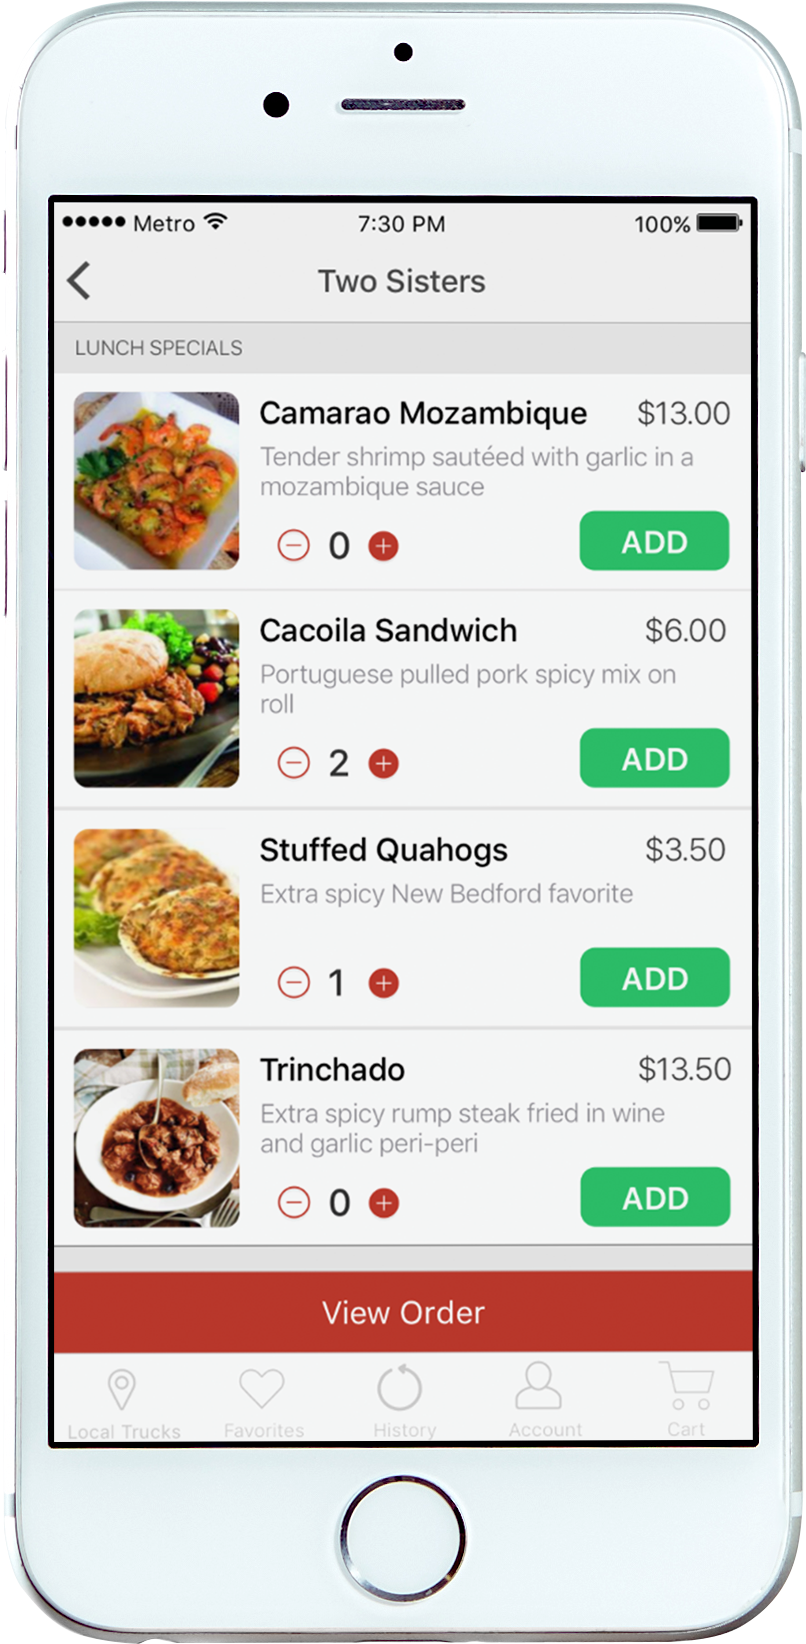 Metro 7:30 PM 100%
Two Sisters
LUNCH SPECIALS
Camarao Mozambique $13.00
Tender shrimp sautéed with garlic in a
mozambique sauce
0 ADD
Cacoila Sandwich $6.00
Portuguese pulled pork spicy mix on
roll
2 ADD
Stuffed Quahogs $3.50
Extra spicy New Bedford favorite
1 ADD
Trinchado $13.50
Extra spicy rump steak fried in wine
and garlic peri-peri
0 ADD
View Order
Local Trucks Favorites History Account Cart